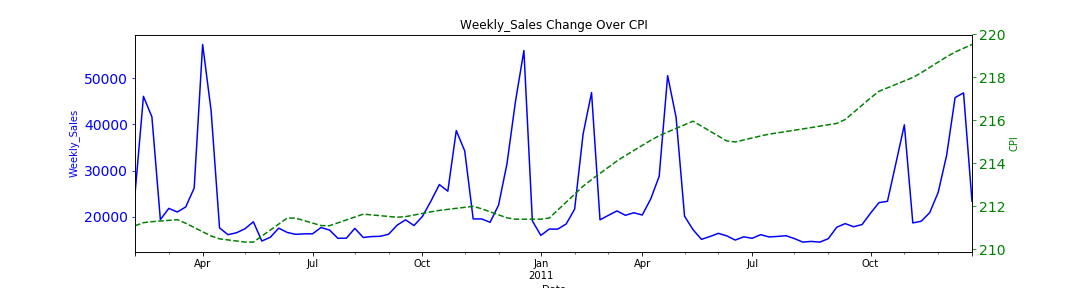 Weekly_Sales Change Over CPI
Weekly_Sales
50000
40000
30000
20000
220
218
216
214
212
210
CPI
Apr
Jul
Oct
Jan
2011
Apr
Jul
Oct
Date